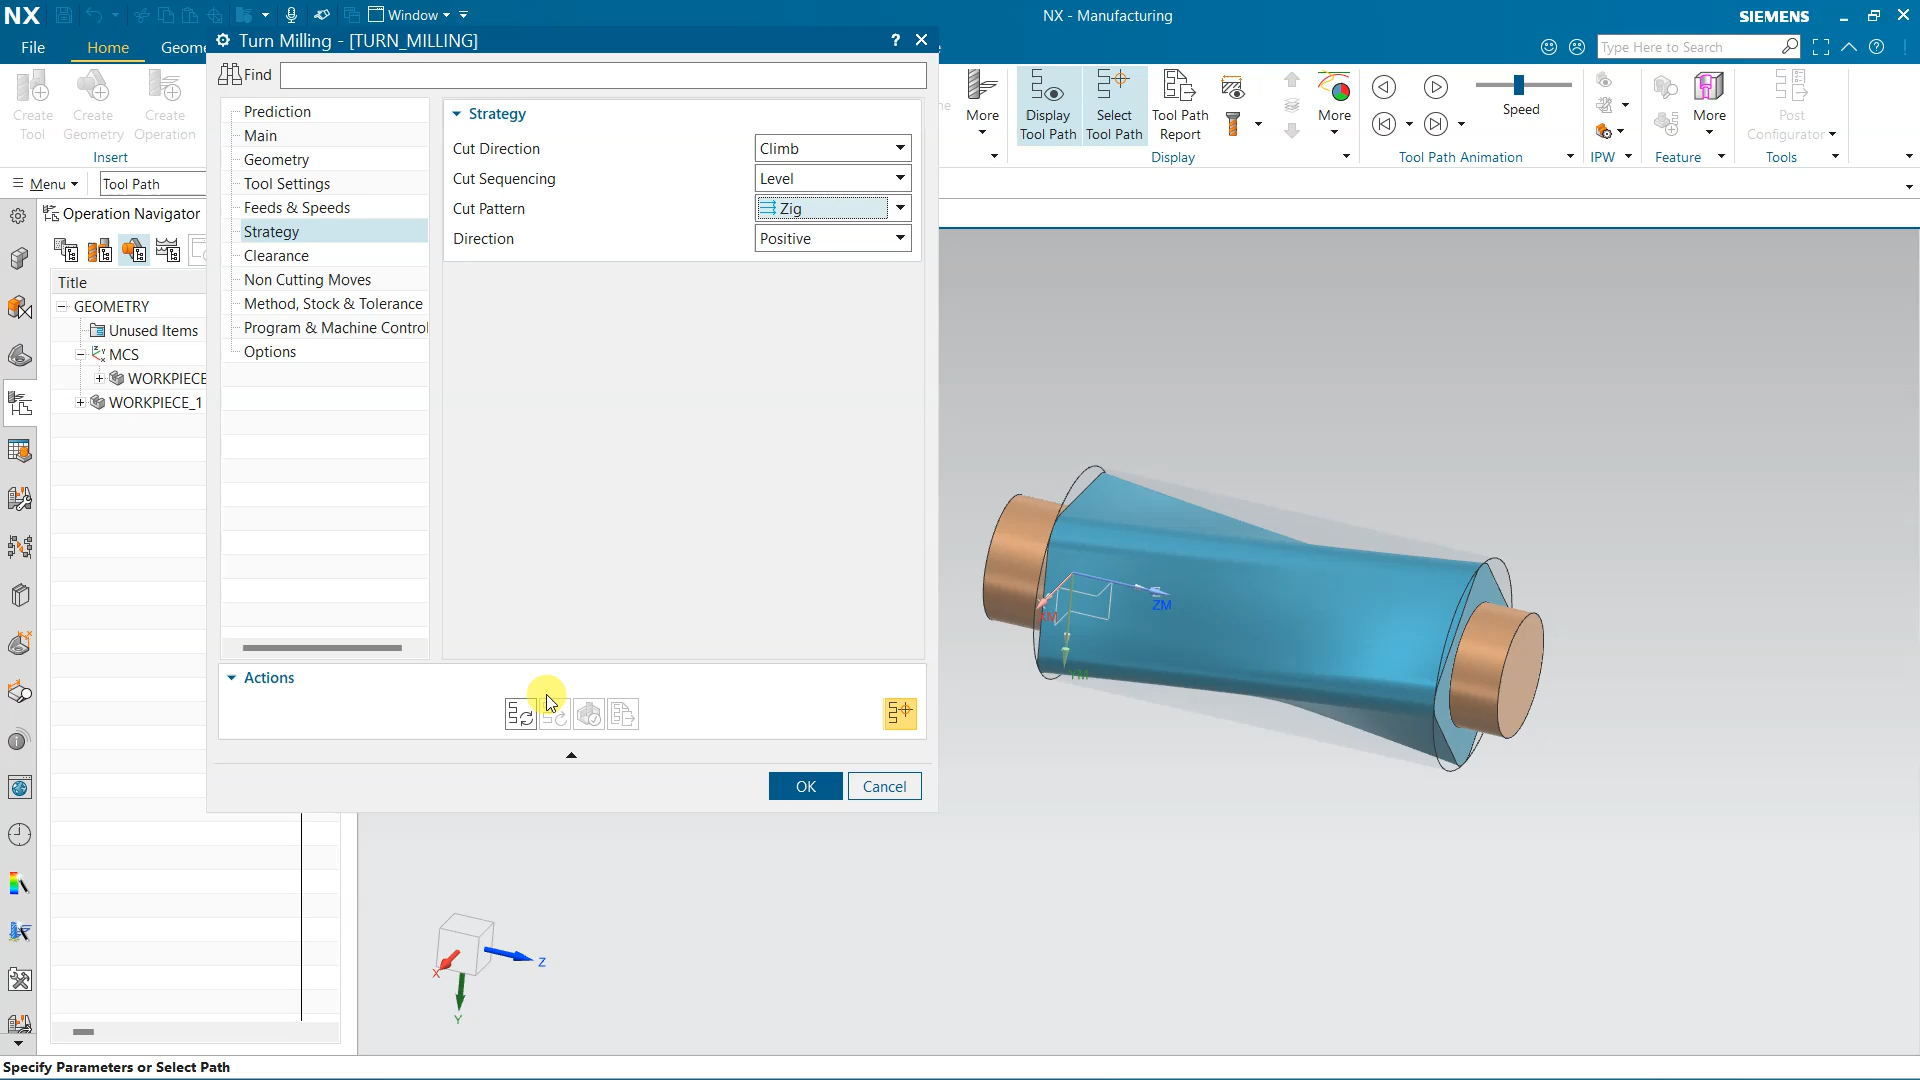 NX
Window
NX - Manufacturing
SIEMENS
File
Home
Geom
Turn Milling - [TURN_MILLING]
?
Type Here to Search
Find
Create Tool
Create Geometry
Create Operation
Insert
More
Display Tool Path
Select Tool Path
Tool Path Report
More
Display
Speed
Tool Path Animation
IPW
More
Feature
Post Configurator
Tools
Menu
Tool Path
Operation Navigator
Title
GEOMETRY
Unused Items
MCS
WORKPIECE
WORKPIECE_1
Prediction
Main
Geometry
Tool Settings
Feeds & Speeds
Strategy
Clearance
Non Cutting Moves
Method, Stock & Tolerance
Program & Machine Control
Options
Strategy
Cut Direction
Climb
Cut Sequencing
Level
Cut Pattern
Zig
Direction
Positive
Actions
OK
Cancel
XM
YM
ZM
X
Y
Z
Specify Parameters or Select Path